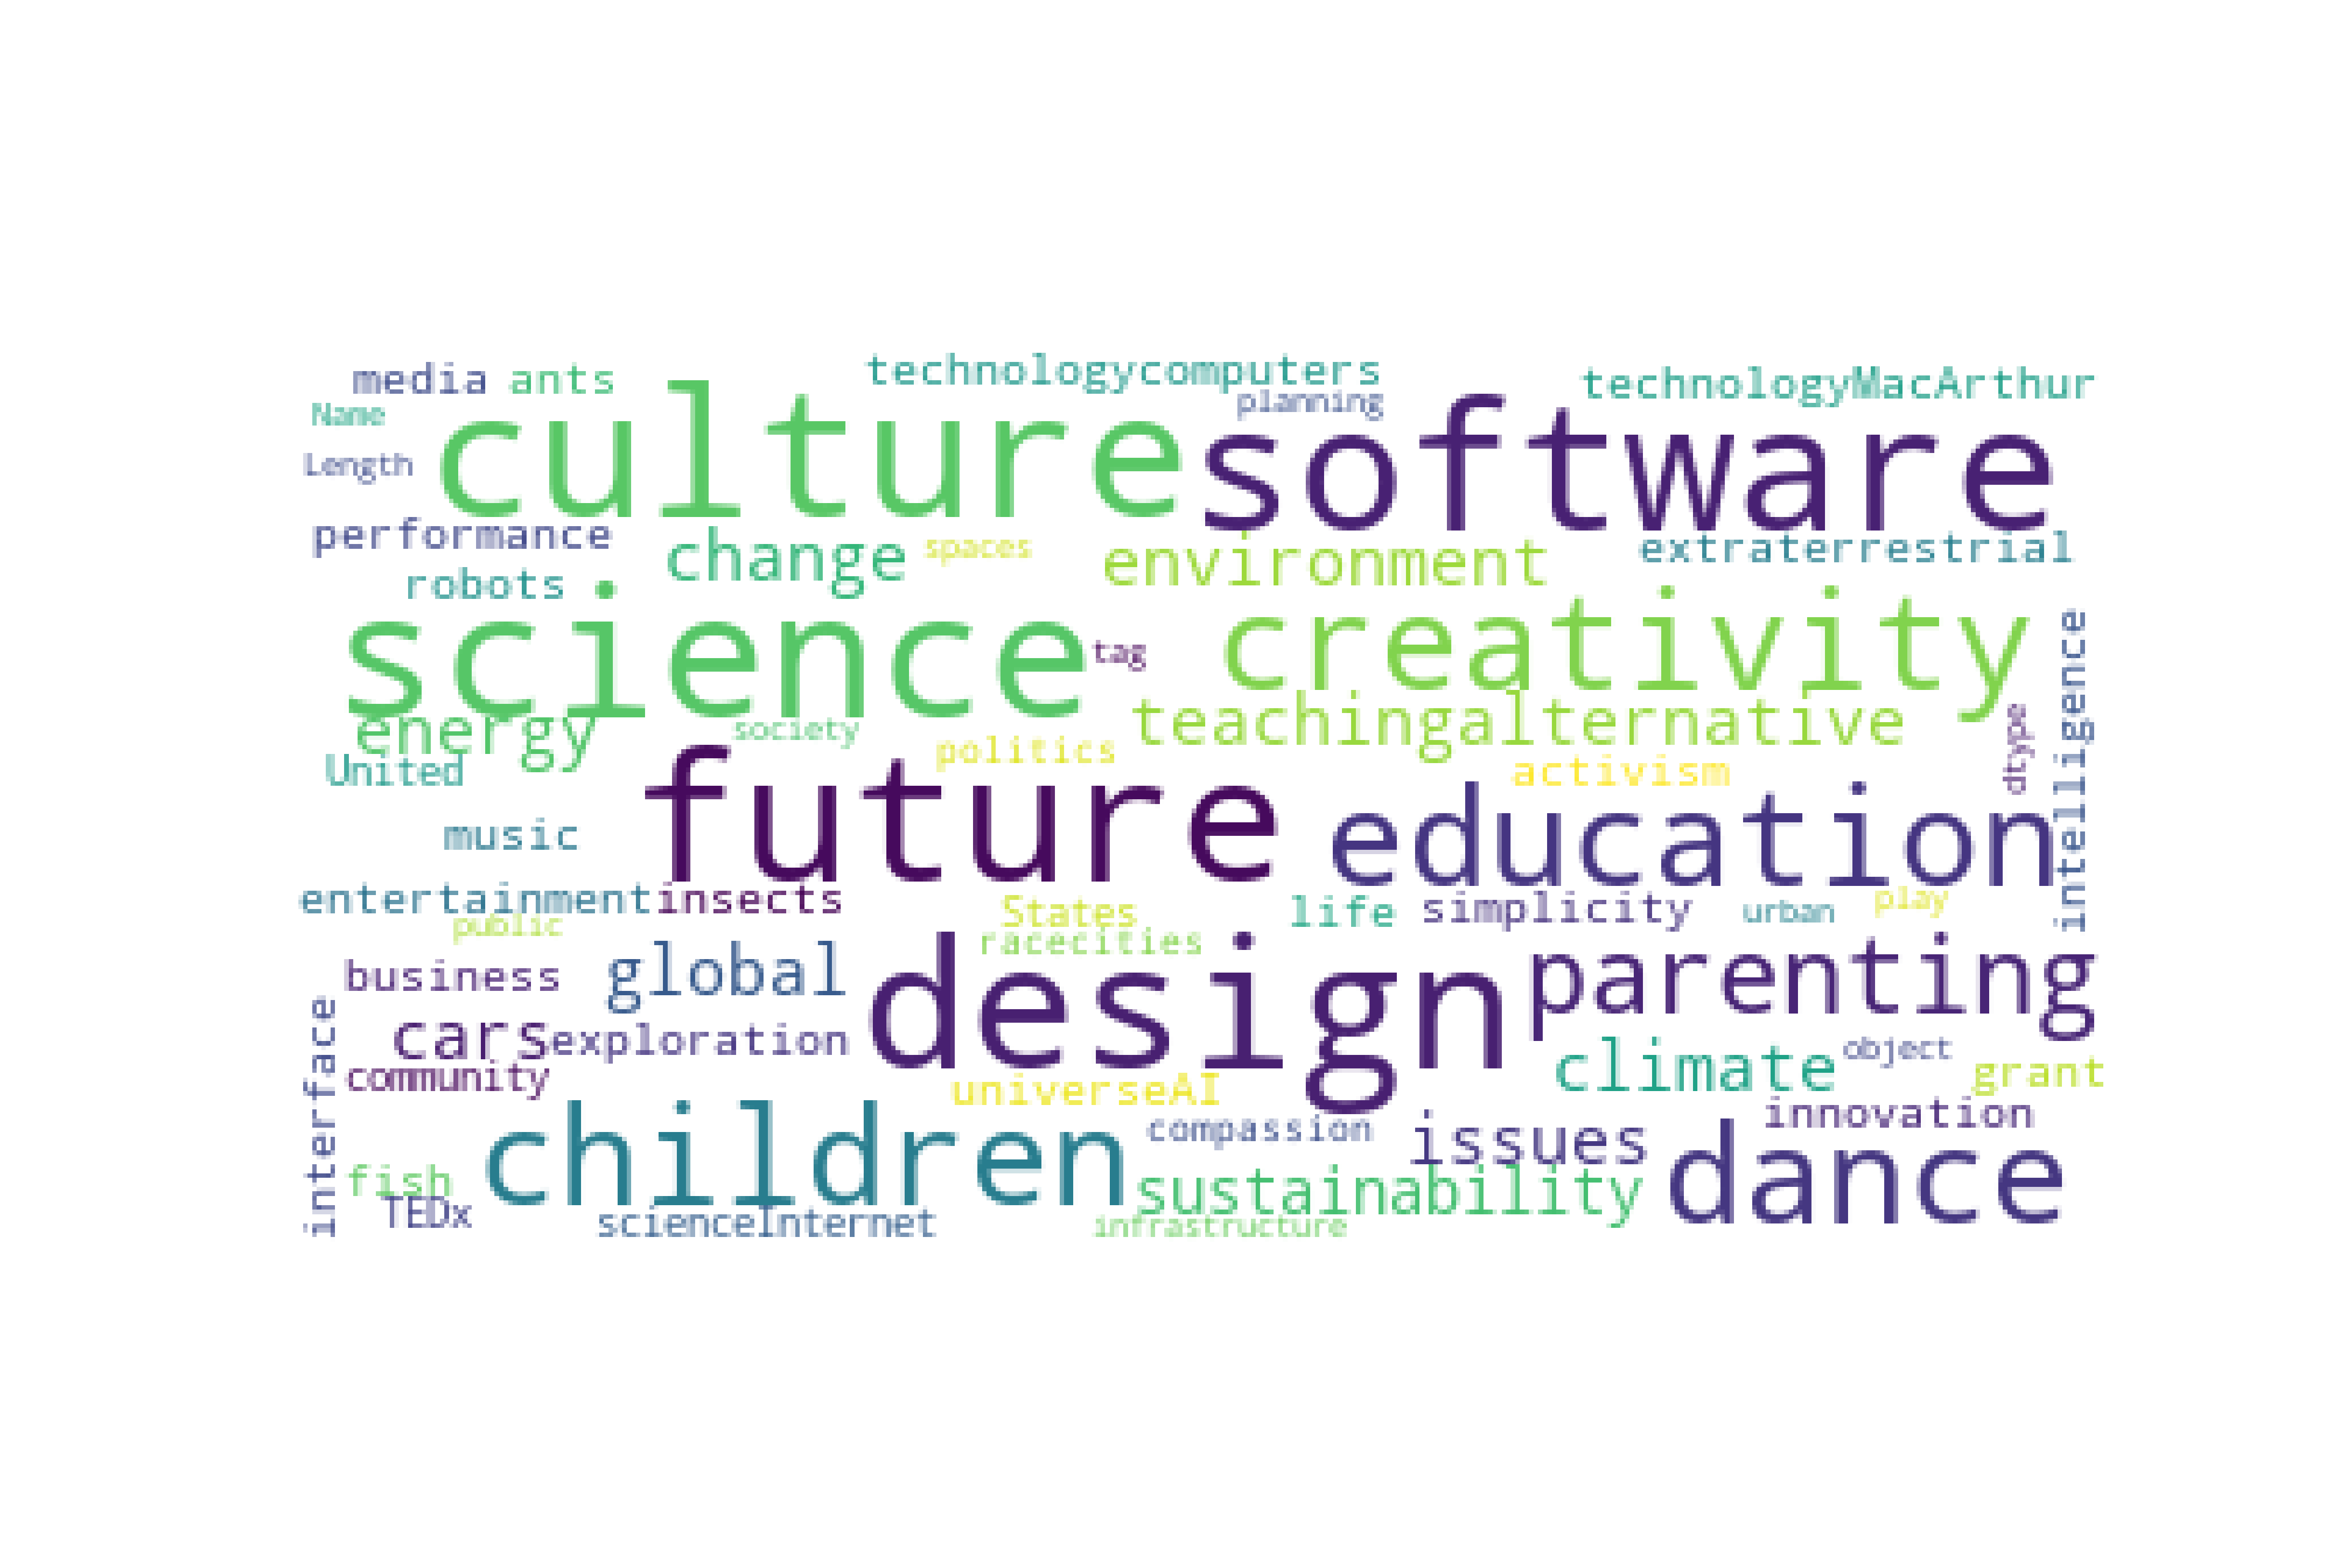 media ants technologycomputers technologyMacArthur
Name planning
culture software
Length
performance change spaces environment extraterrestrial
robots
science tag creativity intelligence
energy society teachingalternative dtype
United politics activism
future education
music
entertainment insects States life simplicity urban play
public racecities
business global design parenting
interface cars exploration climate object grant
community universeAI
children compassion issues innovation
fish sustainability dance
TEDx scienceInternet infrastructure